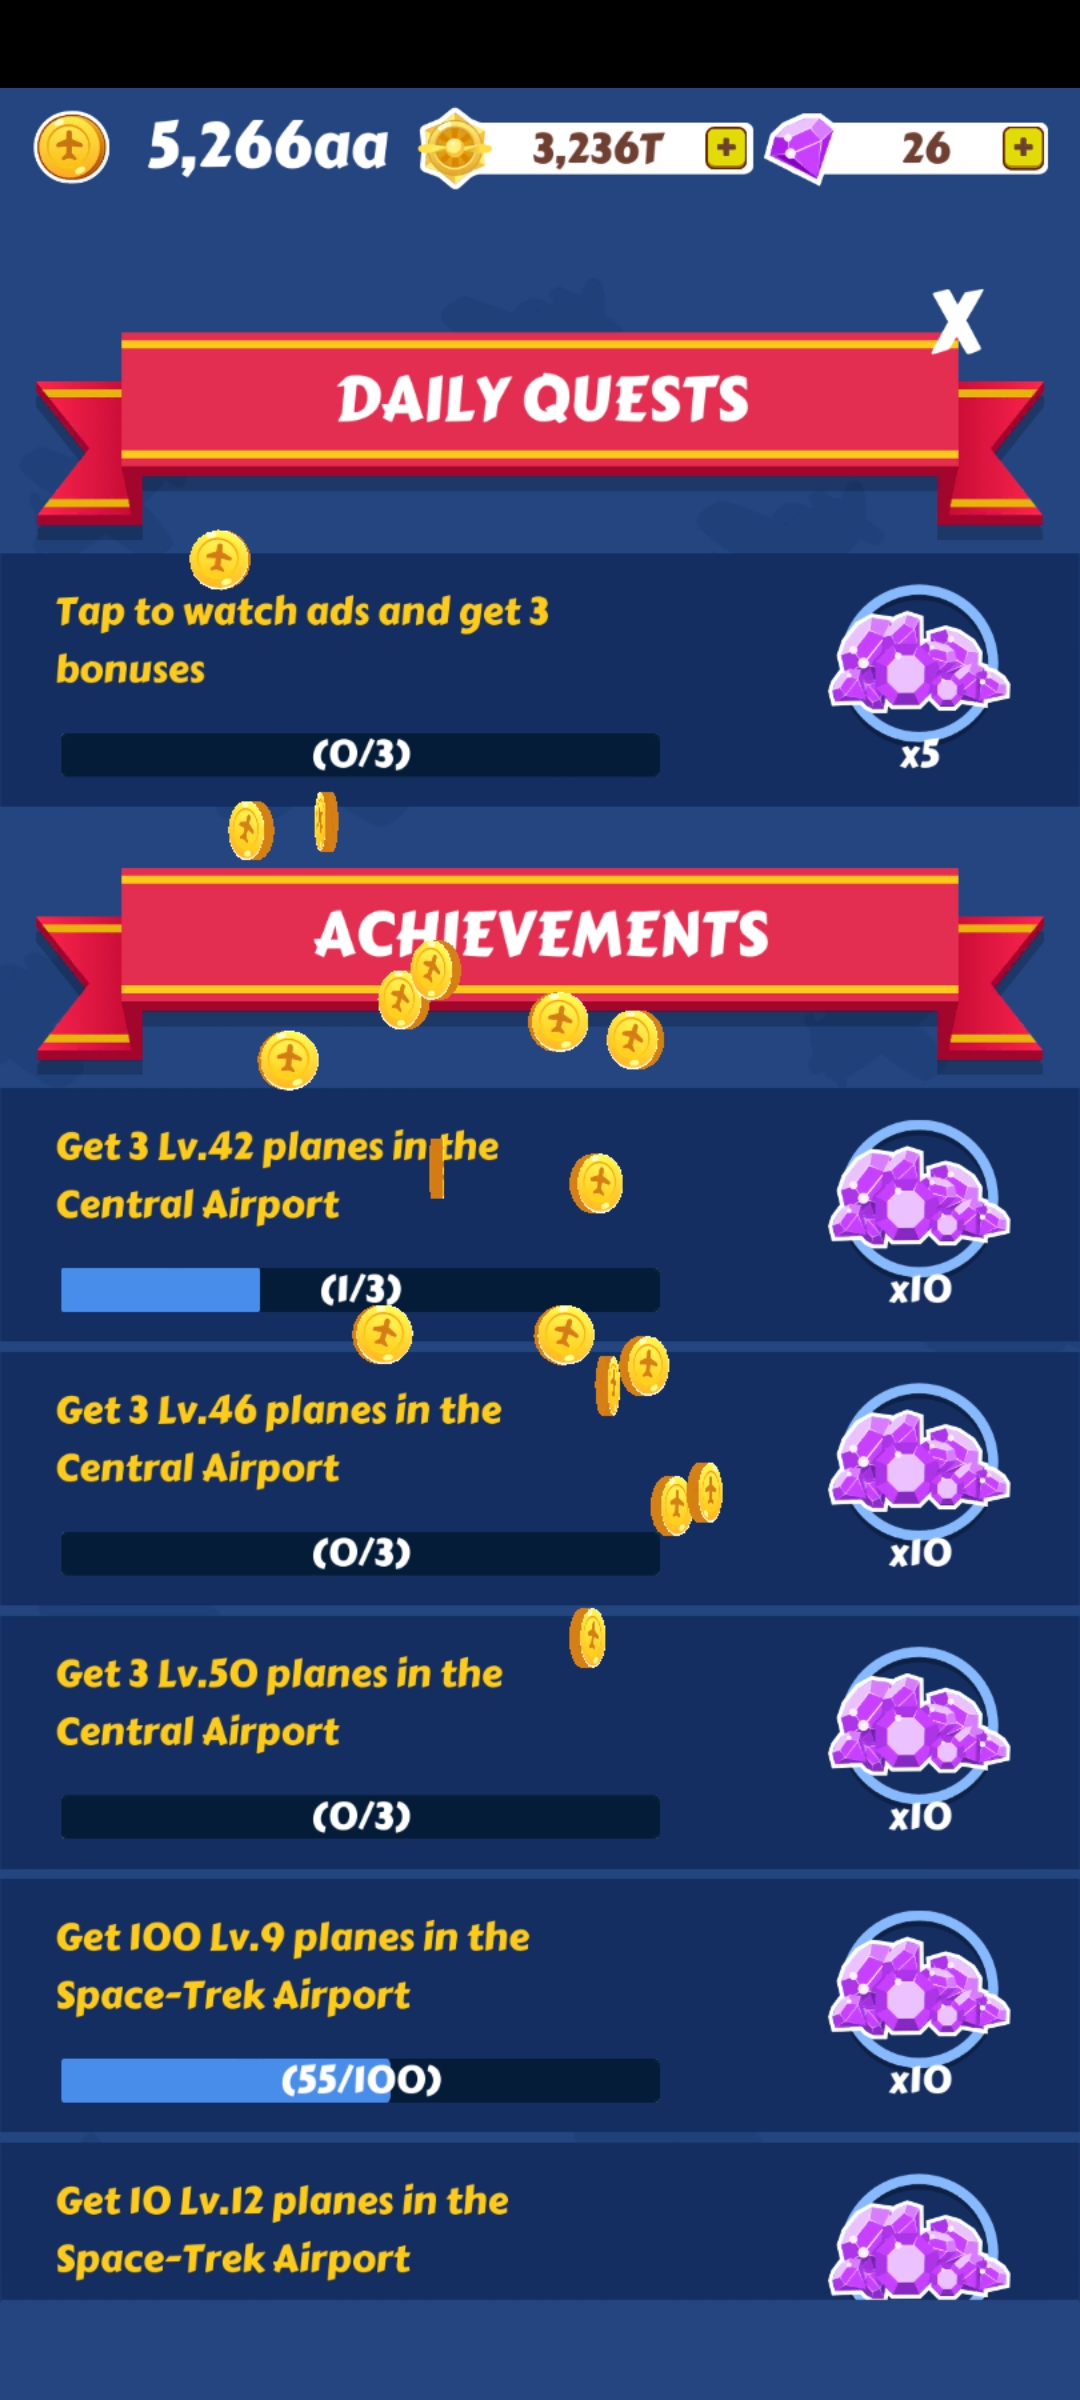 5,266aa 3,236T + 26 +
X
DAILY QUESTS
Tap to watch ads and get 3
bonuses
(0/3)
x5
ACHIEVEMENTS
Get 3 Lv.42 planes in the
Central Airport
(1/3)
x10
Get 3 Lv.46 planes in the
Central Airport
(0/3)
x10
Get 3 Lv.50 planes in the
Central Airport
(0/3)
x10
Get 100 Lv.9 planes in the
Space-Trek Airport
(55/100)
x10
Get 10 Lv.12 planes in the
Space-Trek Airport